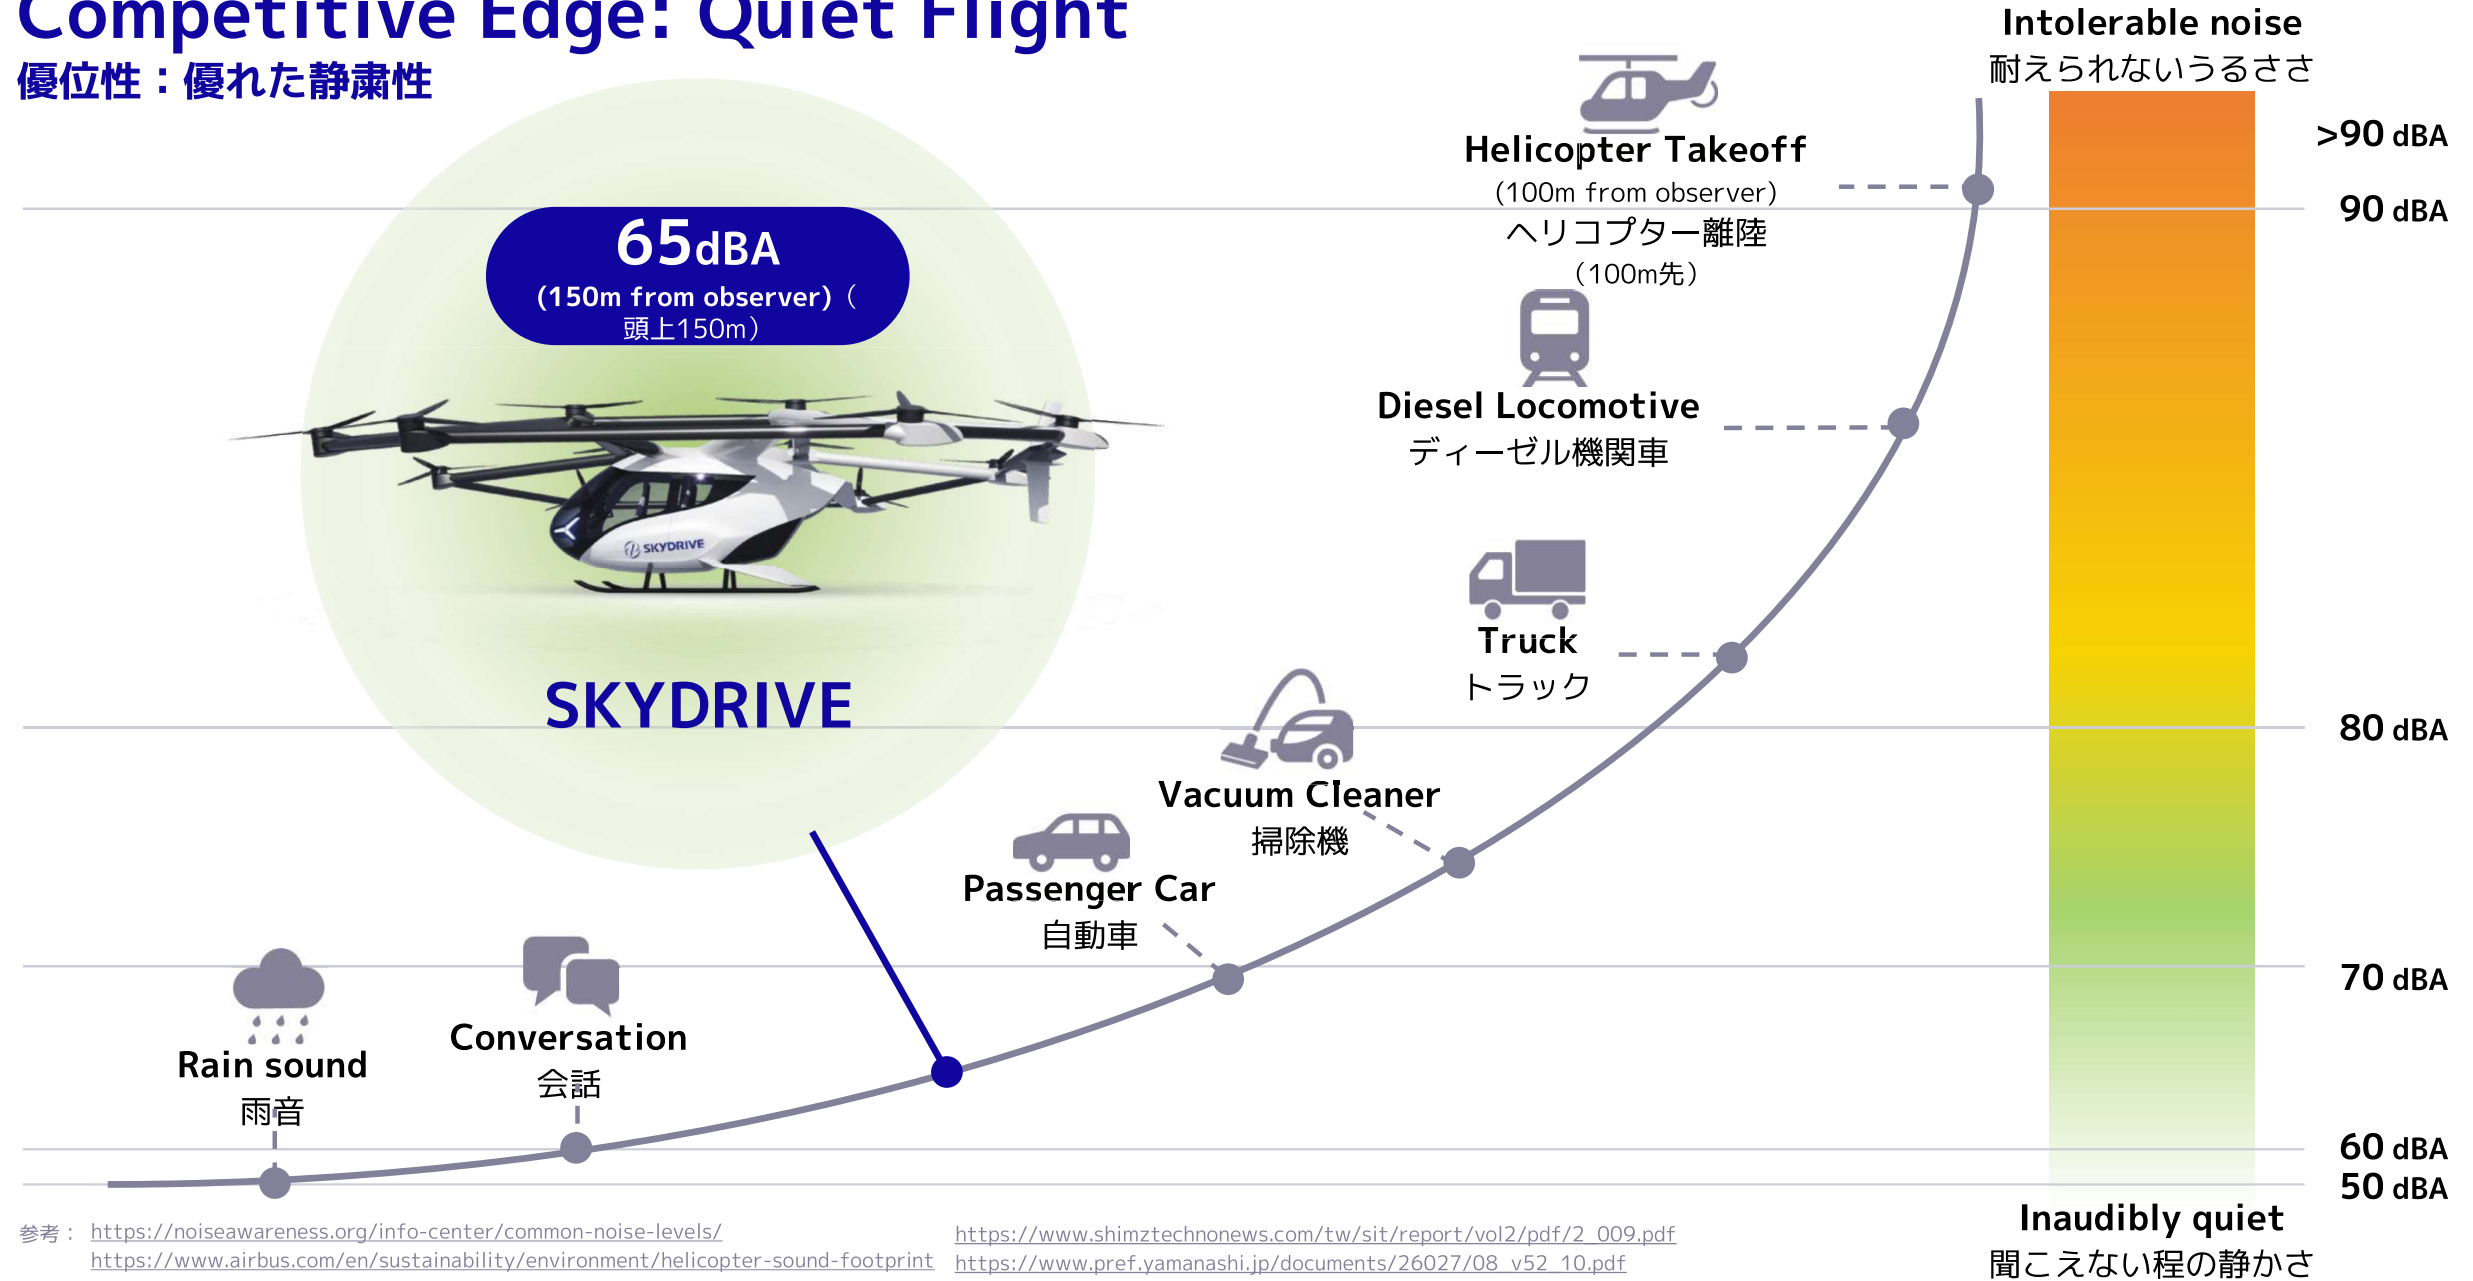 Competitive Edge: Quiet Flight
優位性：優れた静粛性
65dBA
(150m from observer)（
頭上150m）
SKYDRIVE
SKYDRIVE
Rain sound
雨音
Conversation
会話
Passenger Car
自動車
Vacuum Cleaner
掃除機
Truck
トラック
Diesel Locomotive
ディーゼル機関車
Helicopter Takeoff
(100m from observer)
ヘリコプター離陸
（100m先）
Intolerable noise
耐えられないうるささ
>90 dBA
90 dBA
80 dBA
70 dBA
60 dBA
50 dBA
Inaudibly quiet
聞こえない程の静かさ
参考： https://noiseawareness.org/info-center/common-noise-levels/
https://www.airbus.com/en/sustainability/environment/helicopter-sound-footprint
https://www.shimztechnonews.com/tw/sit/report/vol2/pdf/2_009.pdf
https://www.pref.yamanashi.jp/documents/26027/08_v52_10.pdf